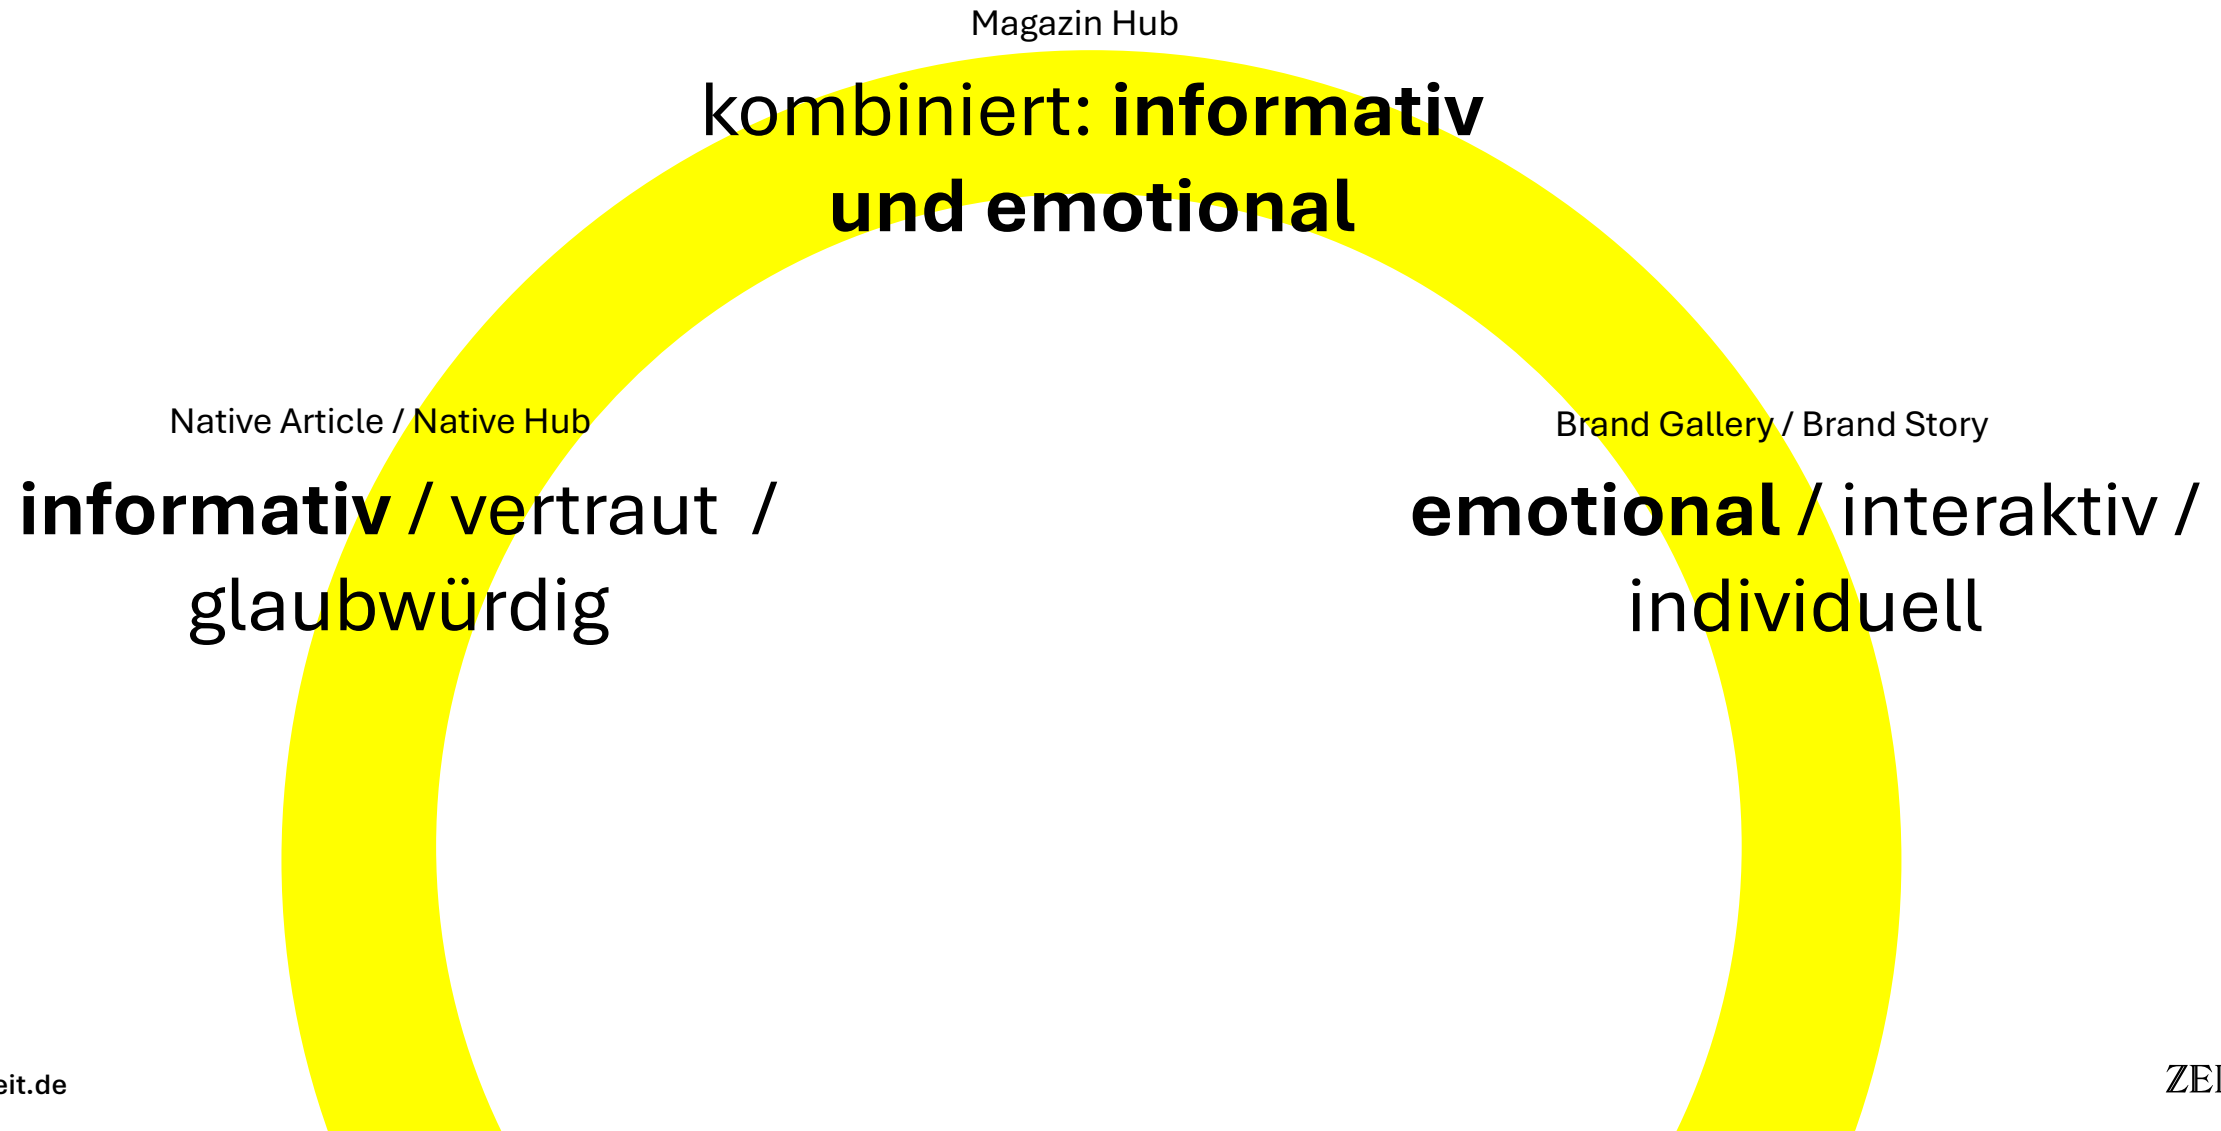 Magazin Hub
kombiniert: informativ
und emotional
Native Article / Native Hub
informativ / vertraut /
glaubwürdig
Brand Gallery / Brand Story
emotional / interaktiv /
individuell
eit.de
ZEI